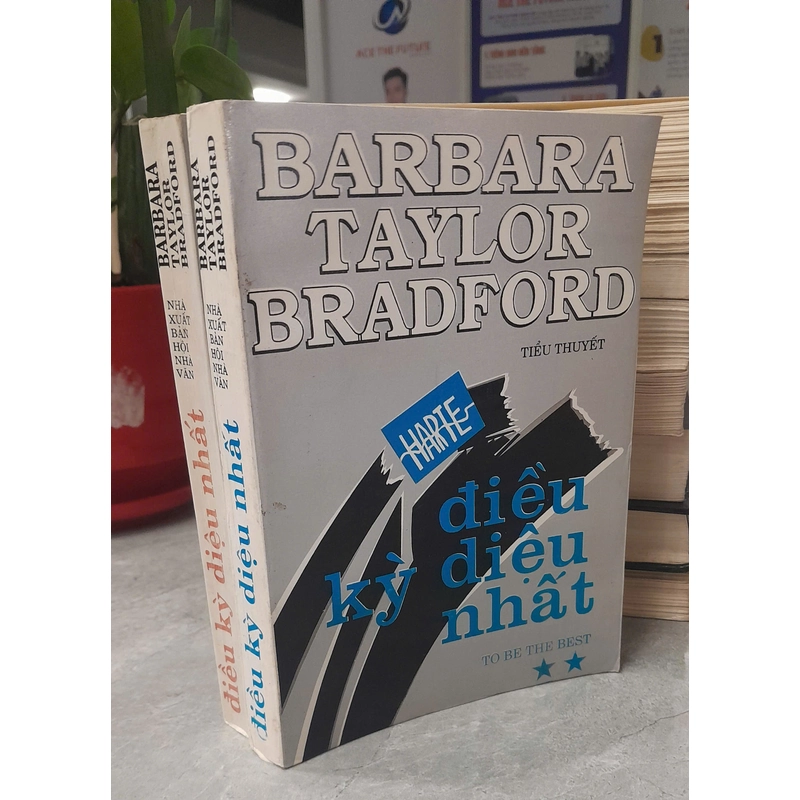 BARBARA
TAYLOR
BRADFORD
TIỂU THUYẾT
HARTE
điều
kỳ diệu
nhất
TO BE THE BEST
BARBARA
TAYLOR
BRADFORD
NHÀ
XUẤT
BẢN
HỘI
NHÀ
VĂN
điều kỳ diệu nhất
BARBARA
TAYLOR
BRADFORD
NHÀ
XUẤT
BẢN
HỘI
NHÀ
VĂN
điều kỳ diệu nhất
ACE THE FUTURE
1